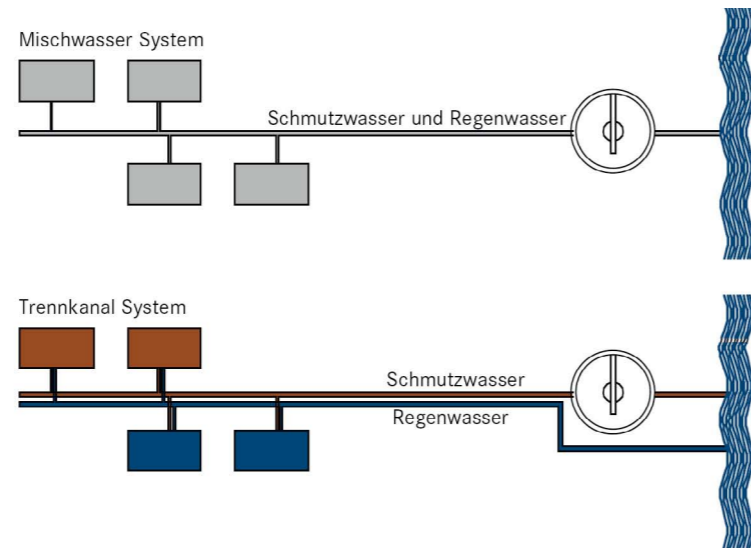 Mischwasser System
Schmutzwasser und Regenwasser
Trennkanal System
Schmutzwasser
Regenwasser